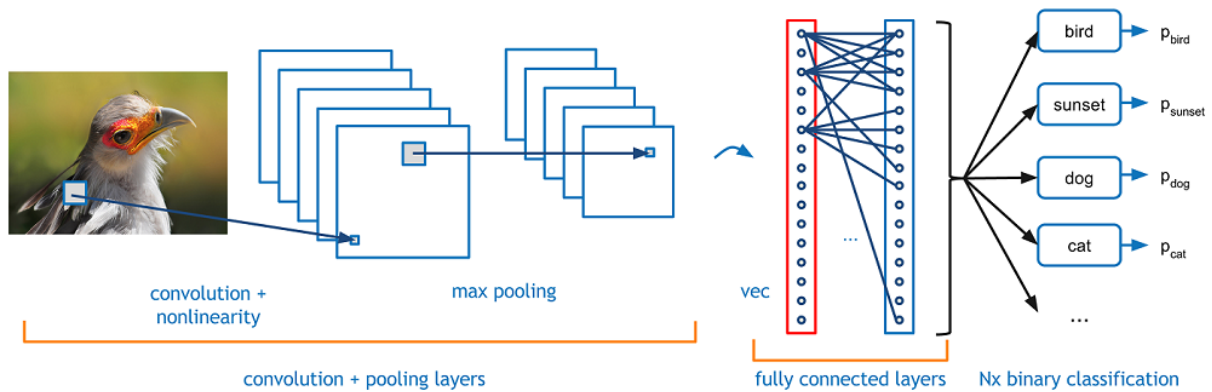 bird
p_bird
sunset
p_sunset
dog
p_dog
cat
p_cat
...
...
convolution +
nonlinearity
max pooling
vec
convolution + pooling layers
fully connected layers
Nx binary classification